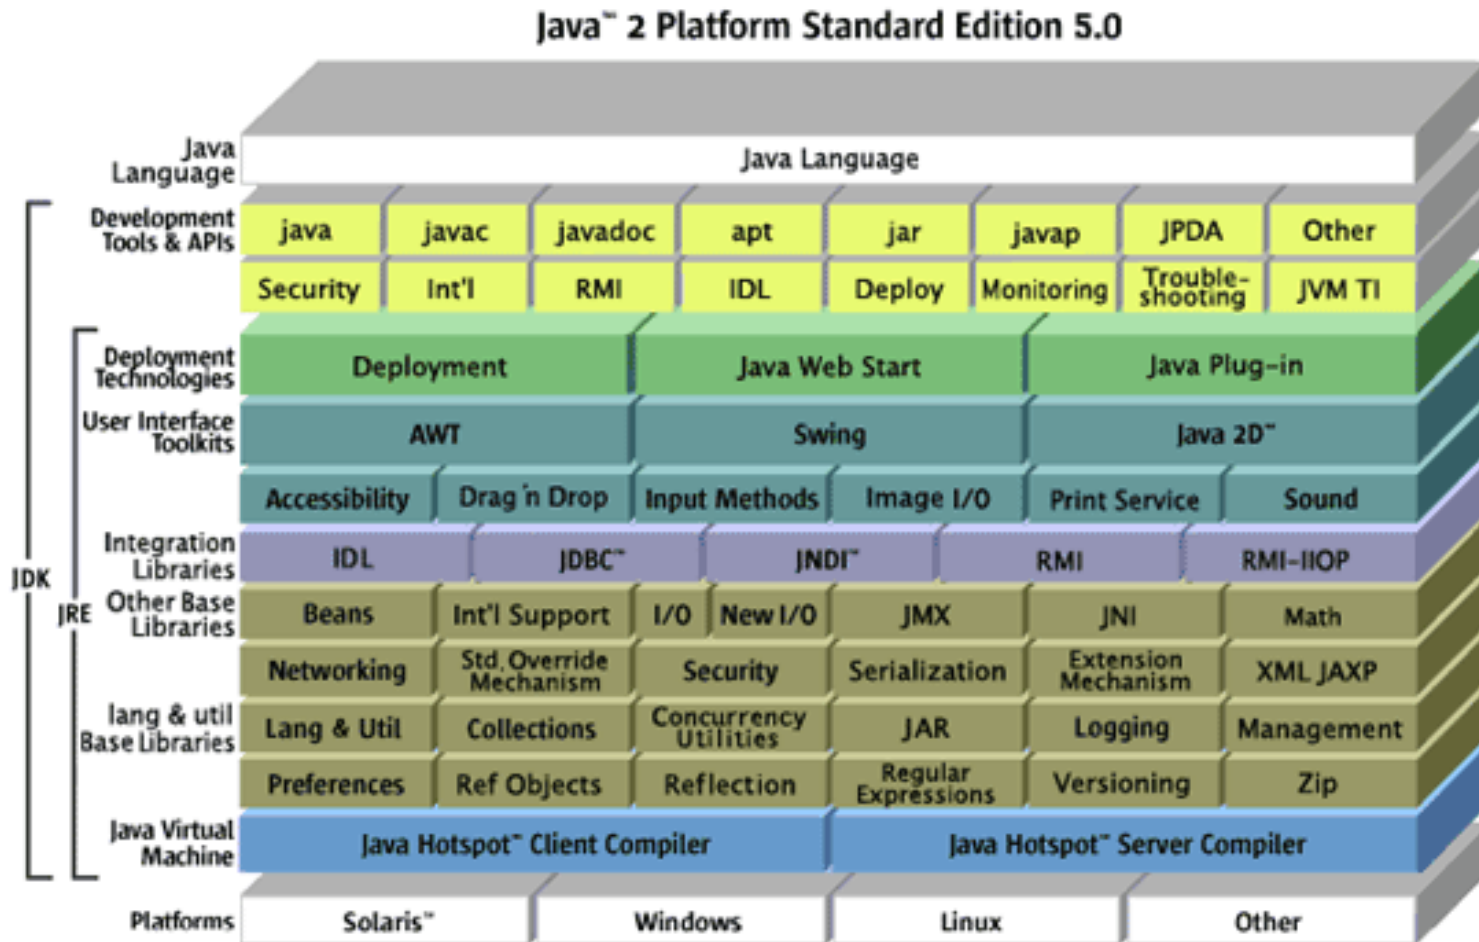 Java™ 2 Platform Standard Edition 5.0
Java
Language
Java Language
Development
Tools & APIs
java javac javadoc apt jar javap JPDA Other
Security Int'l RMI IDL Deploy Monitoring Trouble-
shooting JVM TI
Deployment
Technologies
Deployment Java Web Start Java Plug-in
User Interface
Toolkits
AWT Swing Java 2D™
Accessibility Drag 'n Drop Input Methods Image I/O Print Service Sound
Integration
Libraries
IDL JDBC™ JNDI™ RMI RMI-IIOP
JDK
JRE
Other Base
Libraries
Beans Int'l Support I/O New I/O JMX JNI Math
Networking Std. Override
Mechanism Security Serialization Extension
Mechanism XML JAXP
lang & util
Base Libraries
Lang & Util Collections Concurrency
Utilities JAR Logging Management
Preferences Ref Objects Reflection Regular
Expressions Versioning Zip
Java Virtual
Machine
Java Hotspot™ Client Compiler Java Hotspot™ Server Compiler
Platforms
Solaris™ Windows Linux Other